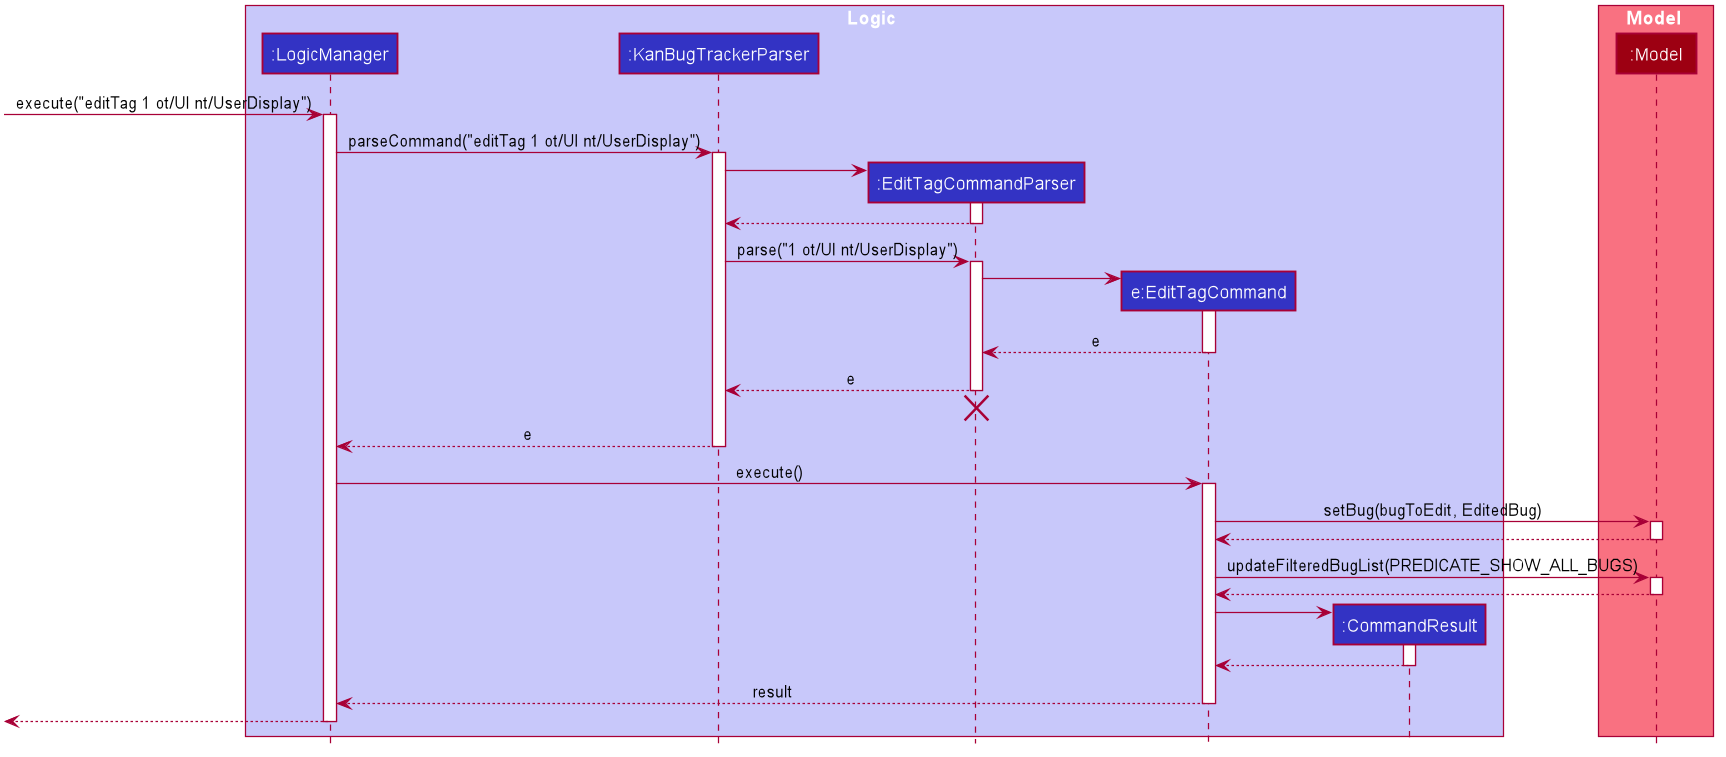 Logic
Model
:LogicManager
:KanBugTrackerParser
:Model
execute("editTag 1 ot/UI nt/UserDisplay")
parseCommand("editTag 1 ot/UI nt/UserDisplay")
:EditTagCommandParser
parse("1 ot/UI nt/UserDisplay")
e:EditTagCommand
e
e
e
execute()
setBug(bugToEdit, EditedBug)
updateFilteredBugList(PREDICATE_SHOW_ALL_BUGS)
:CommandResult
result